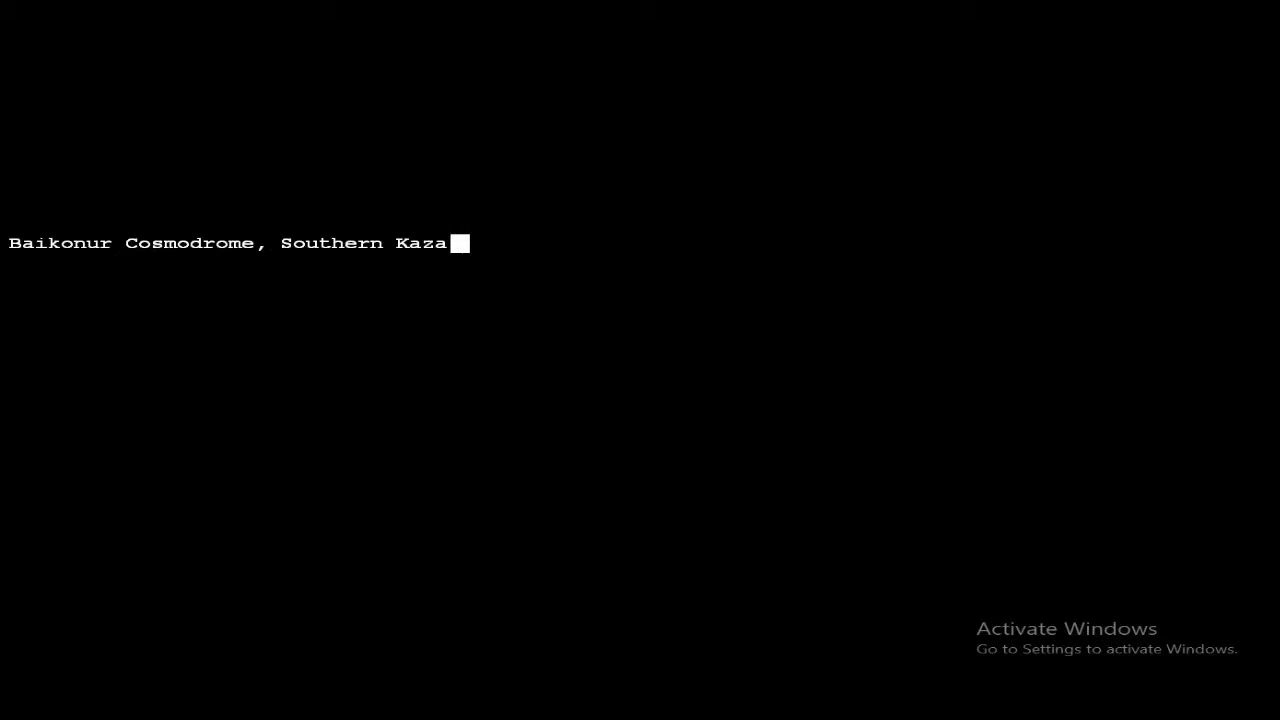 Baikonur Cosmodrome, Southern Kaza
Activate Windows
Go to Settings to activate Windows.